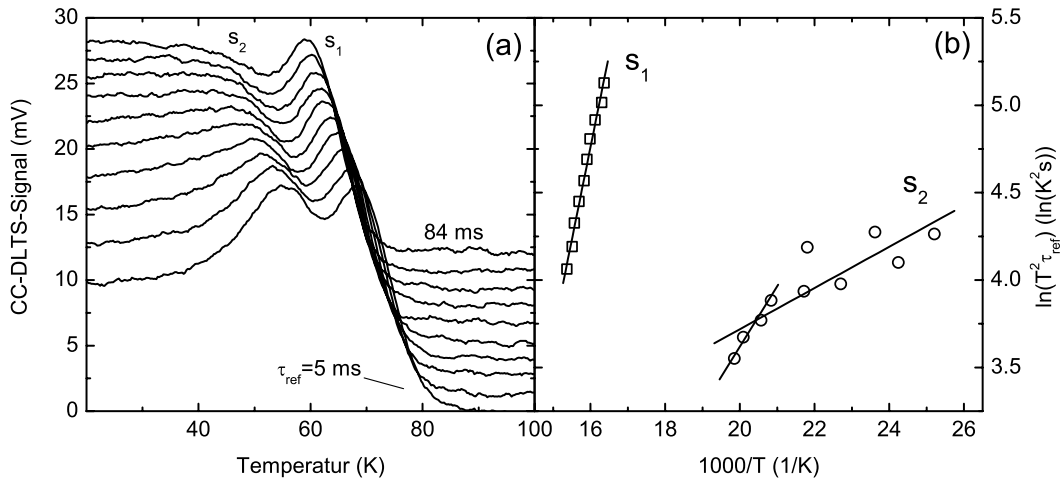 30
25
20
15
10
5
0
CC-DLTS-Signal (mV)
s2
s1
(a)
84 ms
τref=5 ms
40
60
80
100
Temperatur (K)
(b)
s1
s2
16
18
20
22
24
26
1000/T (1/K)
5.5
5.0
4.5
4.0
3.5
ln(T²τref) (ln(K²s))